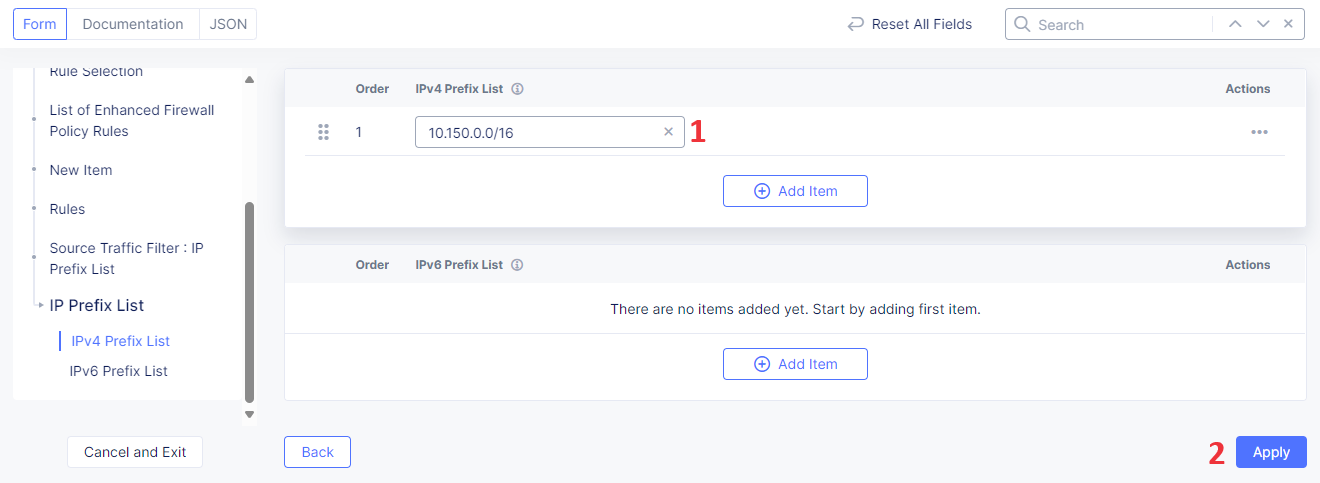 Form Documentation JSON Reset All Fields Search
Rule Selection
List of Enhanced Firewall
Policy Rules
New Item
Rules
Source Traffic Filter : IP
Prefix List
IP Prefix List
IPv4 Prefix List
IPv6 Prefix List
Order IPv4 Prefix List Actions
1 10.150.0.0/16 1
Add Item
Order IPv6 Prefix List Actions
There are no items added yet. Start by adding first item.
Add Item
Cancel and Exit Back 2 Apply